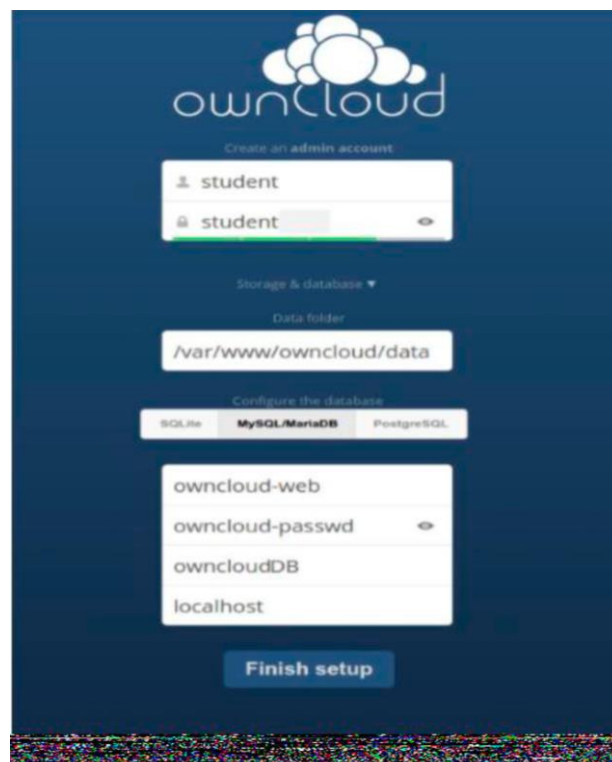 ownCloud
Create an admin account
student
student
Storage & database ▼
Data folder
/var/www/owncloud/data
Configure the database
SQLite MySQL/MariaDB PostgreSQL
owncloud-web
owncloud-passwd
owncloudDB
localhost
Finish setup